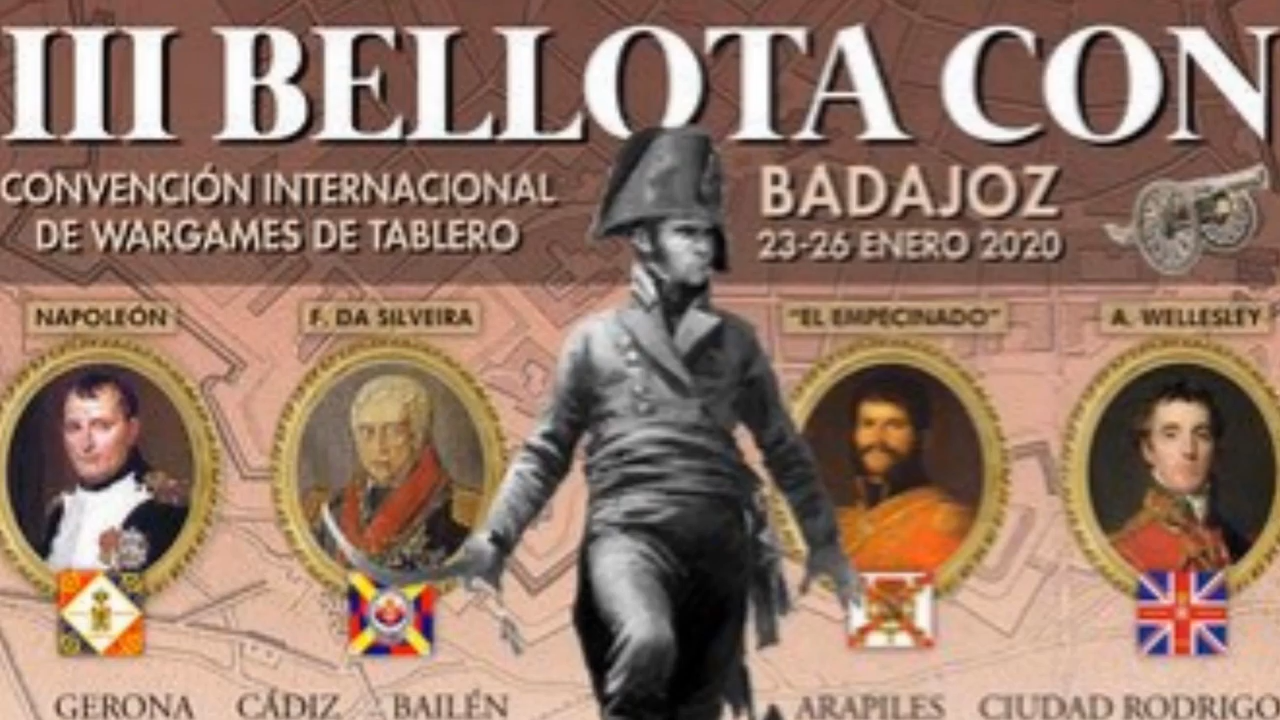 III BELLOTA CON
CONVENCIÓN INTERNACIONAL
DE WARGAMES DE TABLERO
BADAJOZ
23-26 ENERO 2020
NAPOLEÓN
F. DA SILVEIRA
"EL EMPECINADO"
A. WELLESLEY
GERONA CÁDIZ BAILÉN ARAPILES CIUDAD RODRIGO